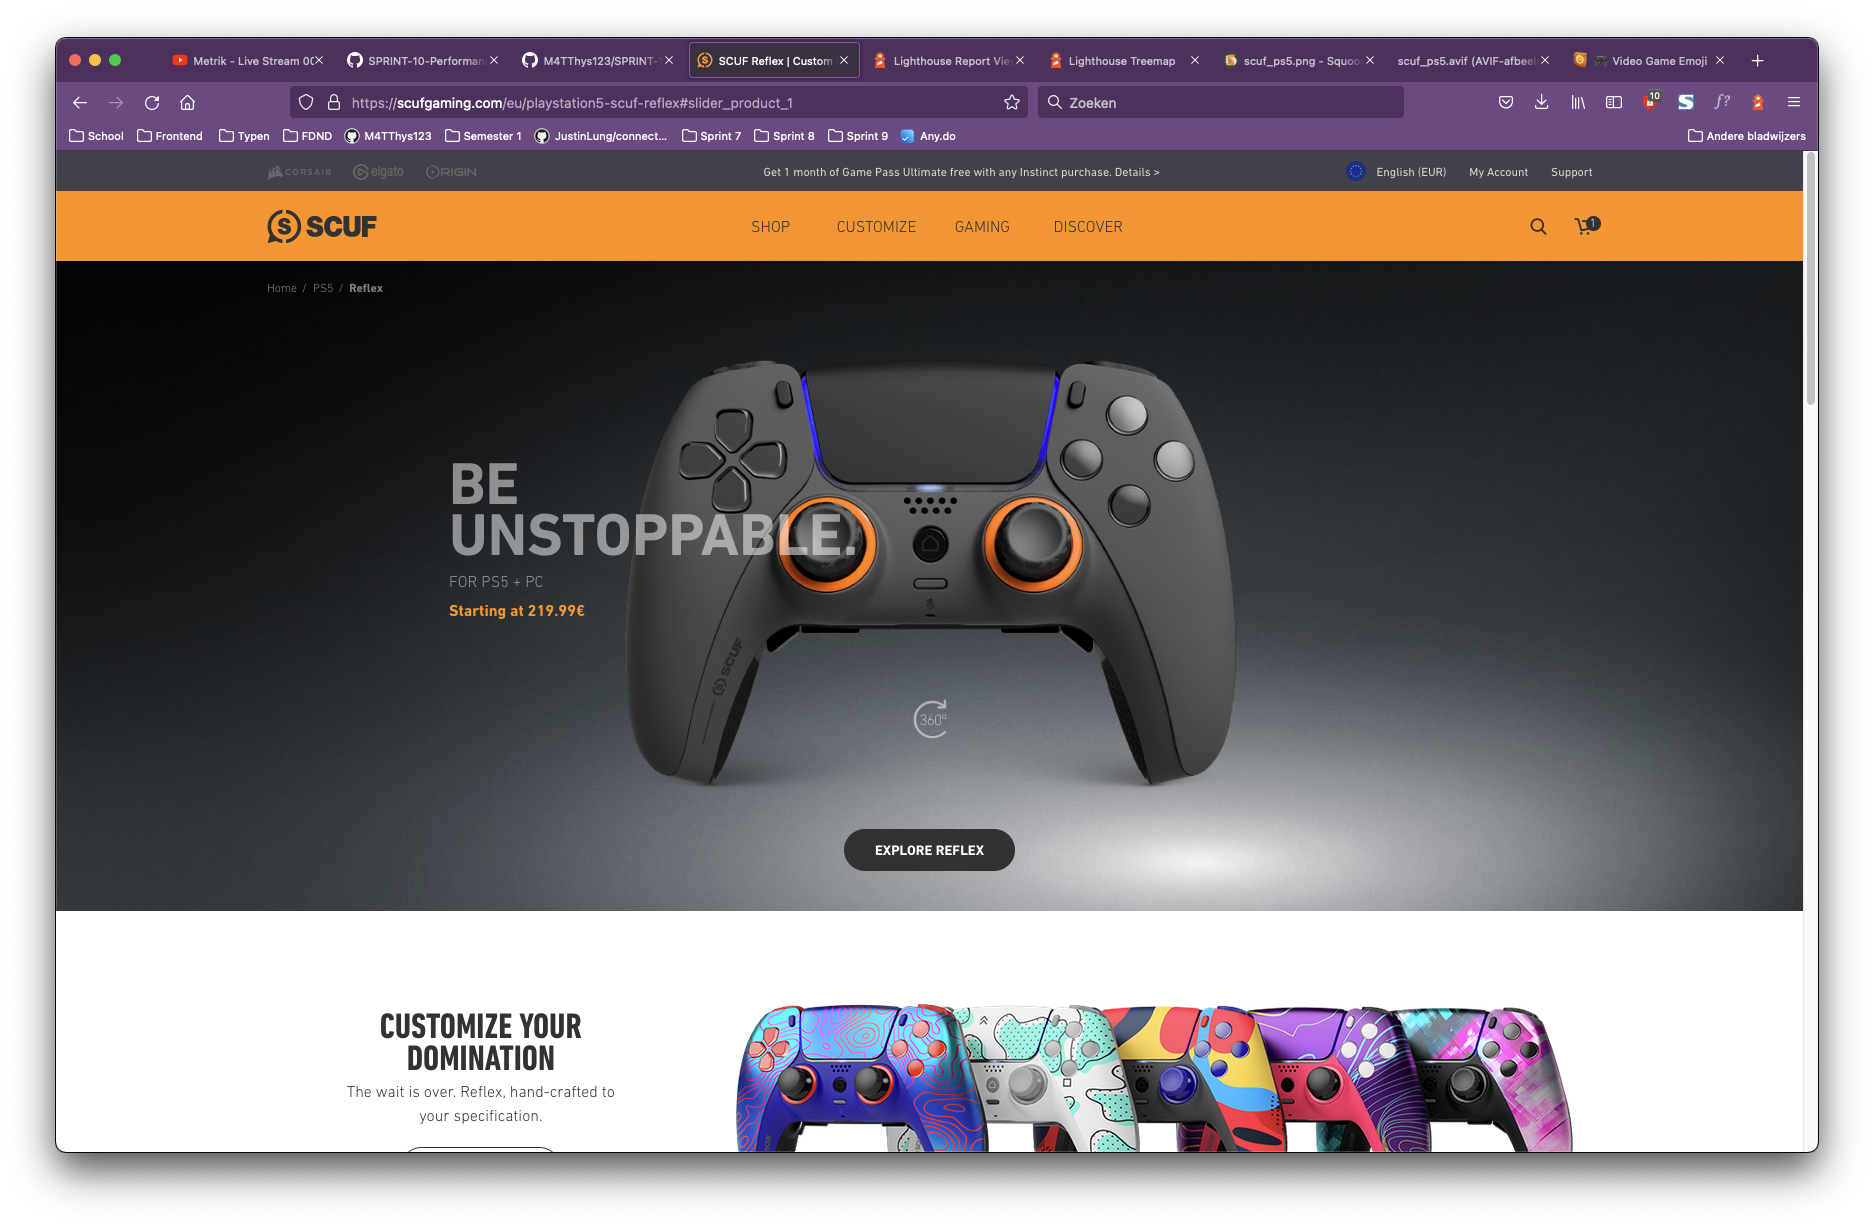 Metrik - Live Stream 00
SPRINT-10-Performan
M4TThys123/SPRINT-1
SCUF Reflex | Custom
Lighthouse Report Vie
Lighthouse Treemap
scuf_ps5.png - Squoo
scuf_ps5.avif (AVIF-afbeel
Video Game Emoji
https://scufgaming.com/eu/playstation5-scuf-reflex#slider_product_1
Zoeken
10
S
f?
School
Frontend
Typen
FDND
M4TThys123
Semester 1
JustinLung/connect...
Sprint 7
Sprint 8
Sprint 9
Any.do
Andere bladwijzers
CORSAIR
elgato
ORIGIN
Get 1 month of Game Pass Ultimate free with any Instinct purchase. Details >
English (EUR)
My Account
Support
S SCUF
SHOP
CUSTOMIZE
GAMING
DISCOVER
1
Home / PS5 / Reflex
BE
UNSTOPPABLE.
FOR PS5 + PC
Starting at 219.99€
SCUF
360°
EXPLORE REFLEX
CUSTOMIZE YOUR
DOMINATION
The wait is over. Reflex, hand-crafted to
your specification.